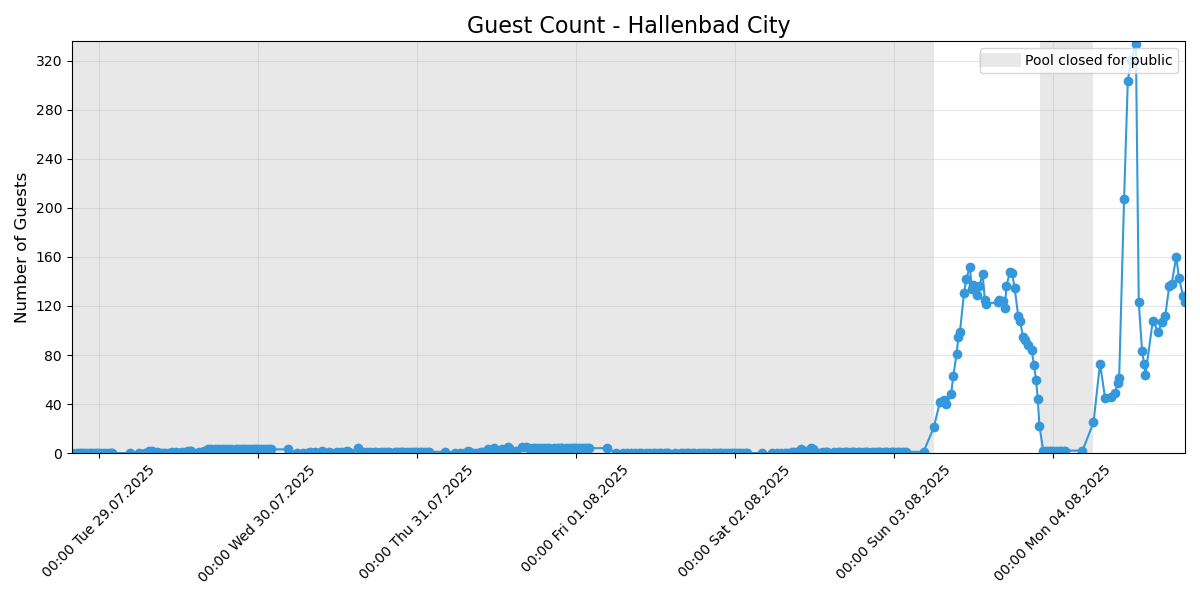 Guest Count - Hallenbad City
Pool closed for public
Number of Guests
320
280
240
200
160
120
80
40
0
00:00 Tue 29.07.2025
00:00 Wed 30.07.2025
00:00 Thu 31.07.2025
00:00 Fri 01.08.2025
00:00 Sat 02.08.2025
00:00 Sun 03.08.2025
00:00 Mon 04.08.2025